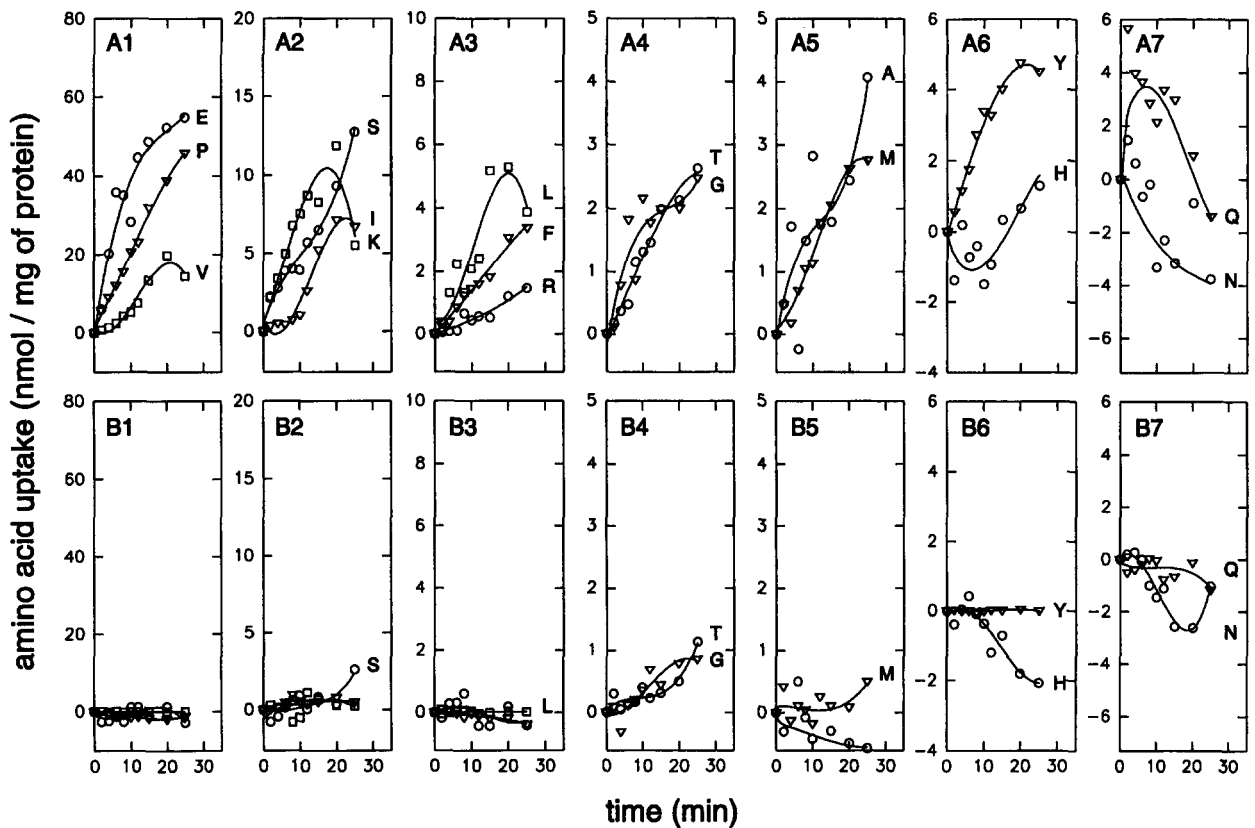 amino acid uptake (nmol / mg of protein)
A1
80
60
40
20
0
E
P
V
A2
20
15
10
5
0
S
I
K
A3
10
8
6
4
2
0
L
F
R
A4
5
4
3
2
1
0
T
G
A5
5
4
3
2
1
0
A
M
A6
6
4
2
0
−2
−4
Y
H
A7
6
4
2
0
−2
−4
−6
Q
N
B1
80
60
40
20
0
0 10 20 30
B2
20
15
10
5
0
S
0 10 20 30
B3
10
8
6
4
2
0
L
0 10 20 30
B4
5
4
3
2
1
0
T
G
0 10 20 30
B5
5
4
3
2
1
0
M
0 10 20 30
B6
6
4
2
0
−2
−4
Y
H
0 10 20 30
B7
6
4
2
0
−2
−4
−6
Q
N
0 10 20 30
time (min)